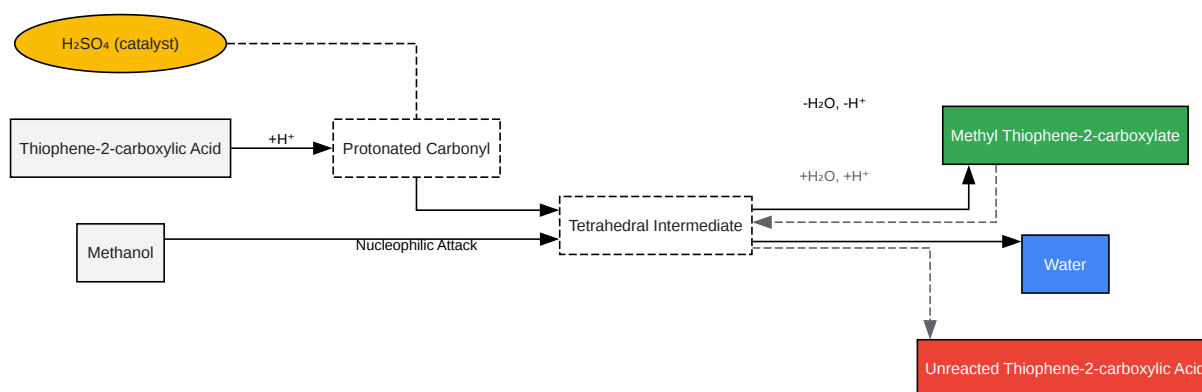 H₂SO₄ (catalyst)
Thiophene-2-carboxylic Acid
+H⁺
Protonated Carbonyl
Methanol
Nucleophilic Attack
Tetrahedral Intermediate
-H₂O, -H⁺
+H₂O, +H⁺
Methyl Thiophene-2-carboxylate
Water
Unreacted Thiophene-2-carboxylic Acid